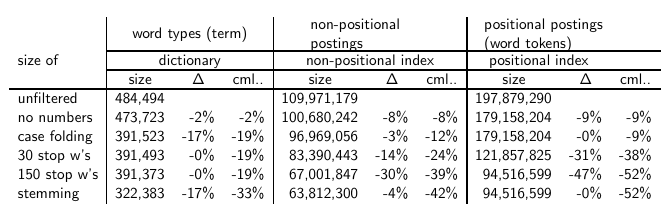 word types (term) non-positional postings positional postings (word tokens)
size of dictionary non-positional index positional index
size Δ cml.. size Δ cml.. size Δ cml..
unfiltered 484,494 109,971,179 197,879,290
no numbers 473,723 -2% -2% 100,680,242 -8% -8% 179,158,204 -9% -9%
case folding 391,523 -17% -19% 96,969,056 -3% -12% 179,158,204 -0% -9%
30 stop w's 391,493 -0% -19% 83,390,443 -14% -24% 121,857,825 -31% -38%
150 stop w's 391,373 -0% -19% 67,001,847 -30% -39% 94,516,599 -47% -52%
stemming 322,383 -17% -33% 63,812,300 -4% -42% 94,516,599 -0% -52%